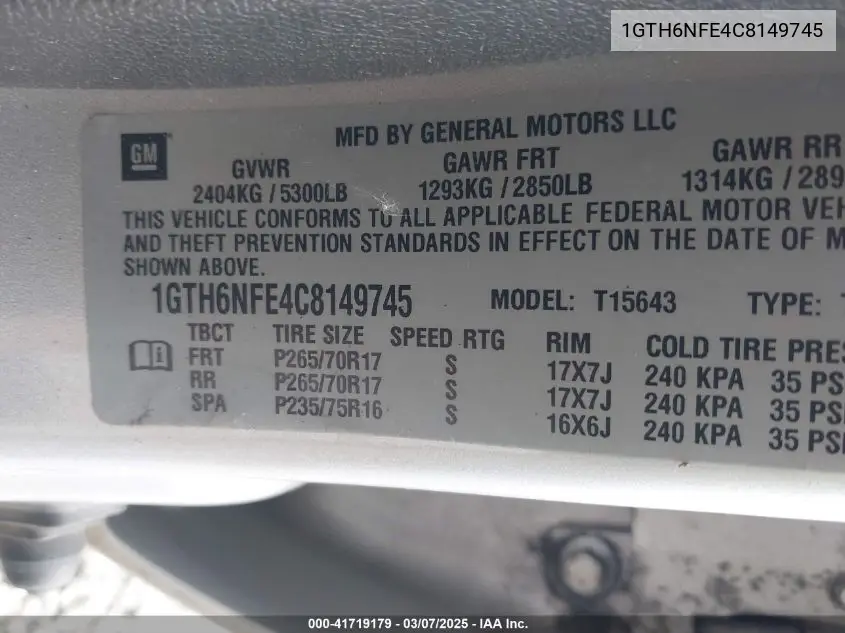 1GTH6NFE4C8149745
GM
MFD BY GENERAL MOTORS LLC
GVWR GAWR FRT GAWR RR
2404KG / 5300LB 1293KG / 2850LB 1314KG / 289
THIS VEHICLE CONFORMS TO ALL APPLICABLE FEDERAL MOTOR VEH
AND THEFT PREVENTION STANDARDS IN EFFECT ON THE DATE OF M
SHOWN ABOVE.
1GTH6NFE4C8149745 MODEL: T15643 TYPE:
TBCT TIRE SIZE SPEED RTG RIM COLD TIRE PRES
FRT P265/70R17 S 17X7J 240 KPA 35 PSI
RR P265/70R17 S 17X7J 240 KPA 35 PSI
SPA P235/75R16 S 16X6J 240 KPA 35 PSI
000-41719179 - 03/07/2025 - IAA Inc.